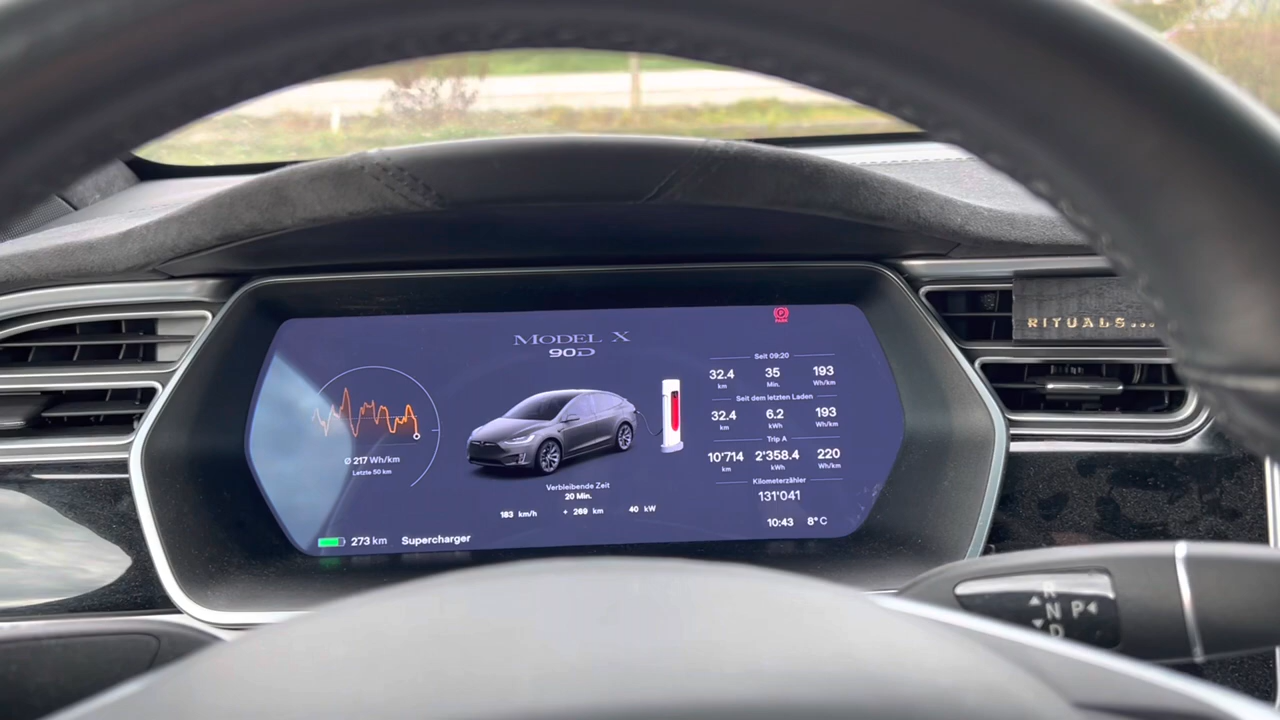 MODEL X
90D
PARK
Ø 217 Wh/km
Letzte 50 km
Verbleibende Zeit
20 Min.
183 km/h + 269 km 40 kW
273 km Supercharger
Seit 09:20
32.4 35 193
km Min. Wh/km
Seit dem letzten Laden
32.4 6.2 193
km kWh Wh/km
Trip A
10'714 2'358.4 220
km kWh Wh/km
Kilometerzähler
131'041
10:43 8°C
RITUALS...
R
N P
D